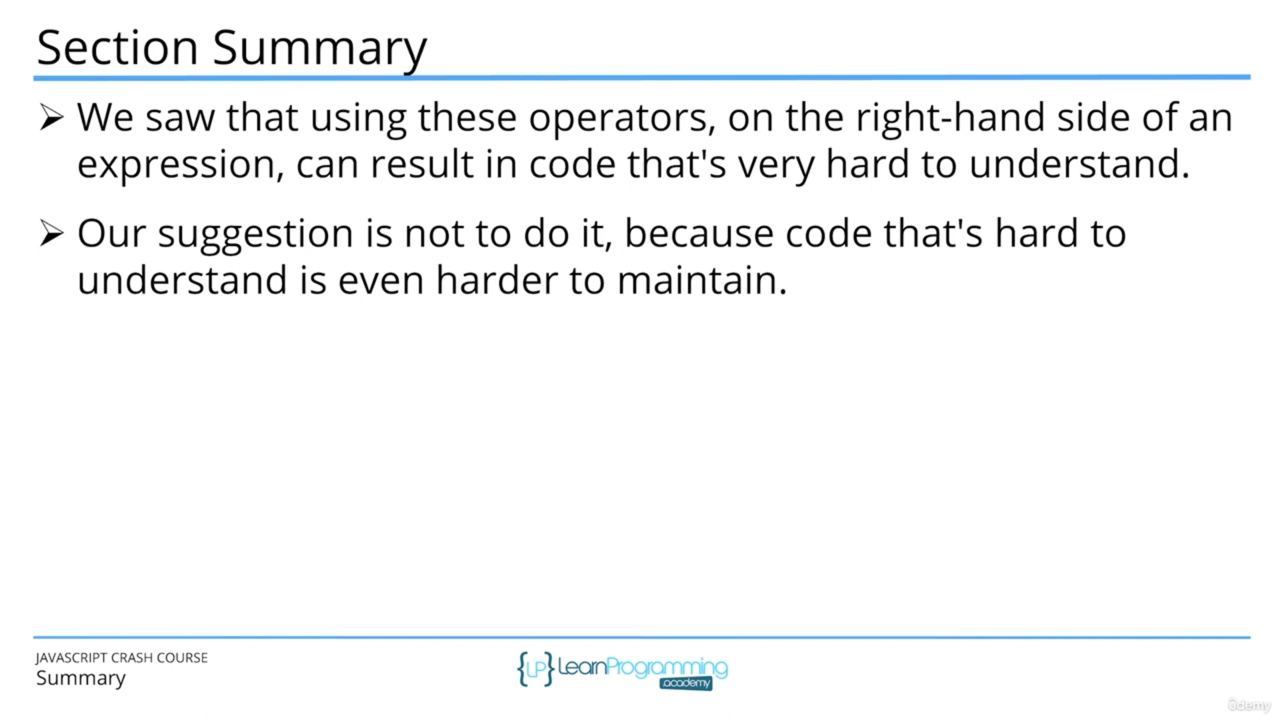 Section Summary
➢ We saw that using these operators, on the right-hand side of an
expression, can result in code that's very hard to understand.
➢ Our suggestion is not to do it, because code that's hard to
understand is even harder to maintain.
JAVASCRIPT CRASH COURSE
Summary
{LP} LearnProgramming
.academy
ûdemy